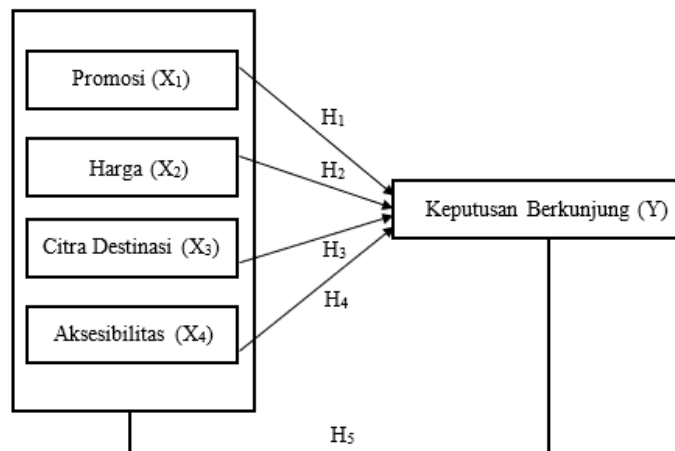 Promosi (X₁)
H₁
Harga (X₂)
H₂
Keputusan Berkunjung (Y)
Citra Destinasi (X₃)
H₃
H₄
Aksesibilitas (X₄)
H₅